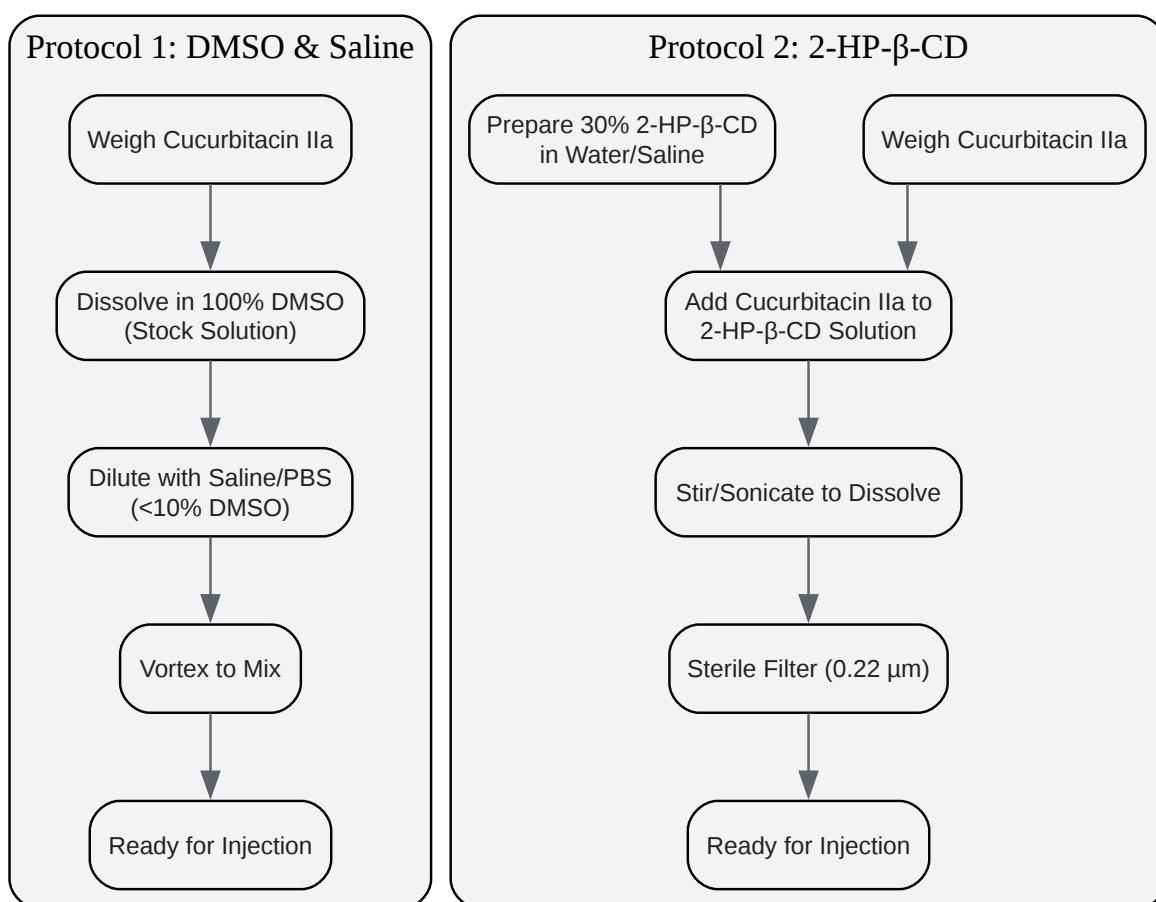 Protocol 1: DMSO & Saline
Weigh Cucurbitacin IIa
Dissolve in 100% DMSO
(Stock Solution)
Dilute with Saline/PBS
(<10% DMSO)
Vortex to Mix
Ready for Injection
Protocol 2: 2-HP-β-CD
Prepare 30% 2-HP-β-CD
in Water/Saline
Weigh Cucurbitacin IIa
Add Cucurbitacin IIa to
2-HP-β-CD Solution
Stir/Sonicate to Dissolve
Sterile Filter (0.22 µm)
Ready for Injection